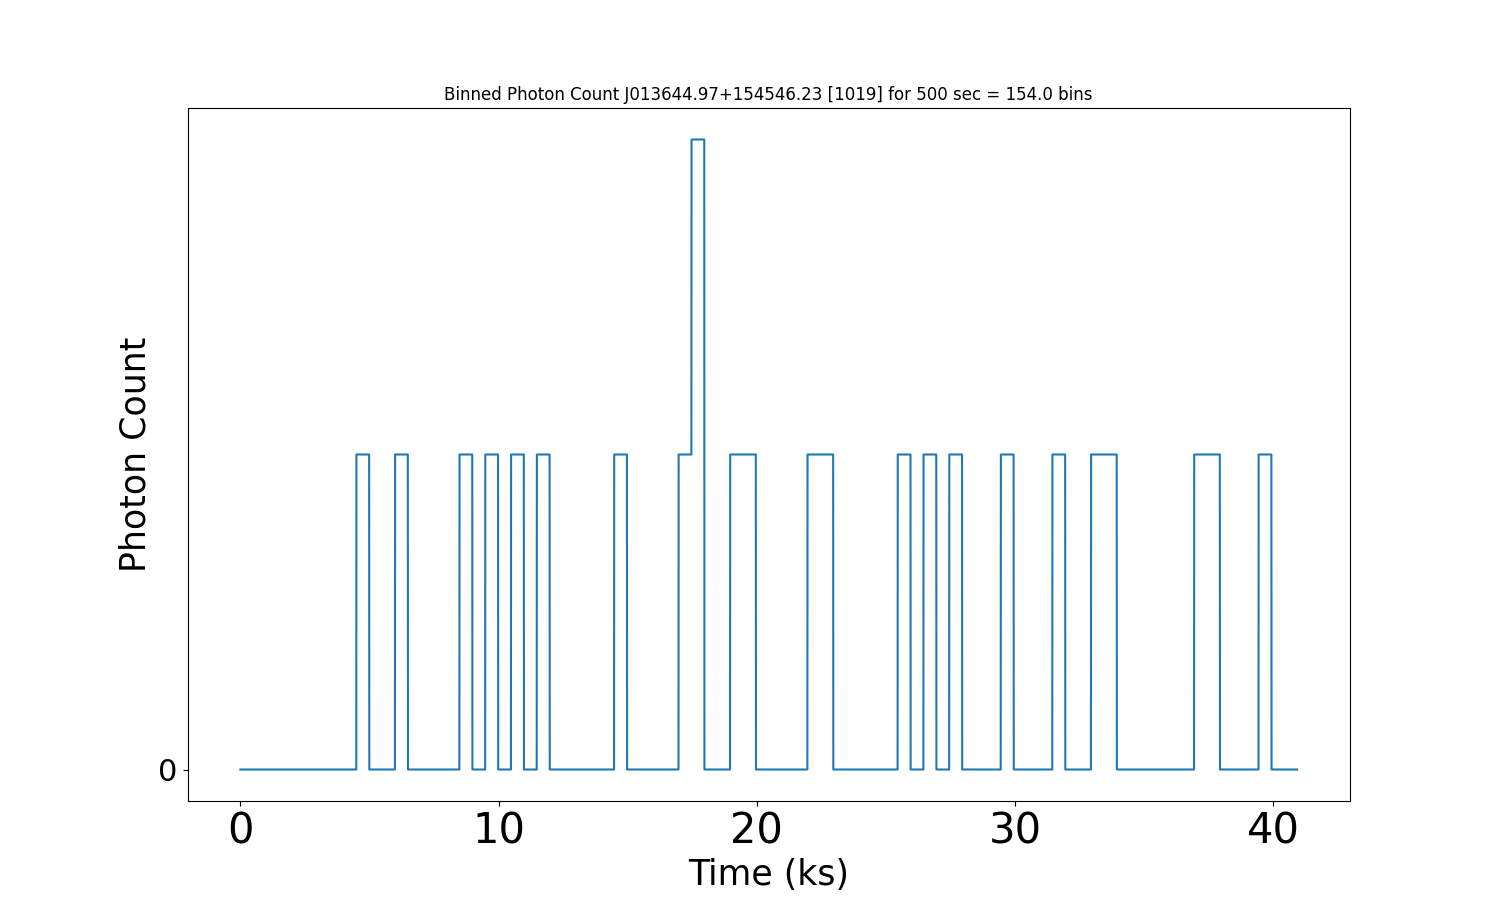 Binned Photon Count J013644.97+154546.23 [1019] for 500 sec = 154.0 bins
Photon Count
0
0 10 20 30 40
Time (ks)